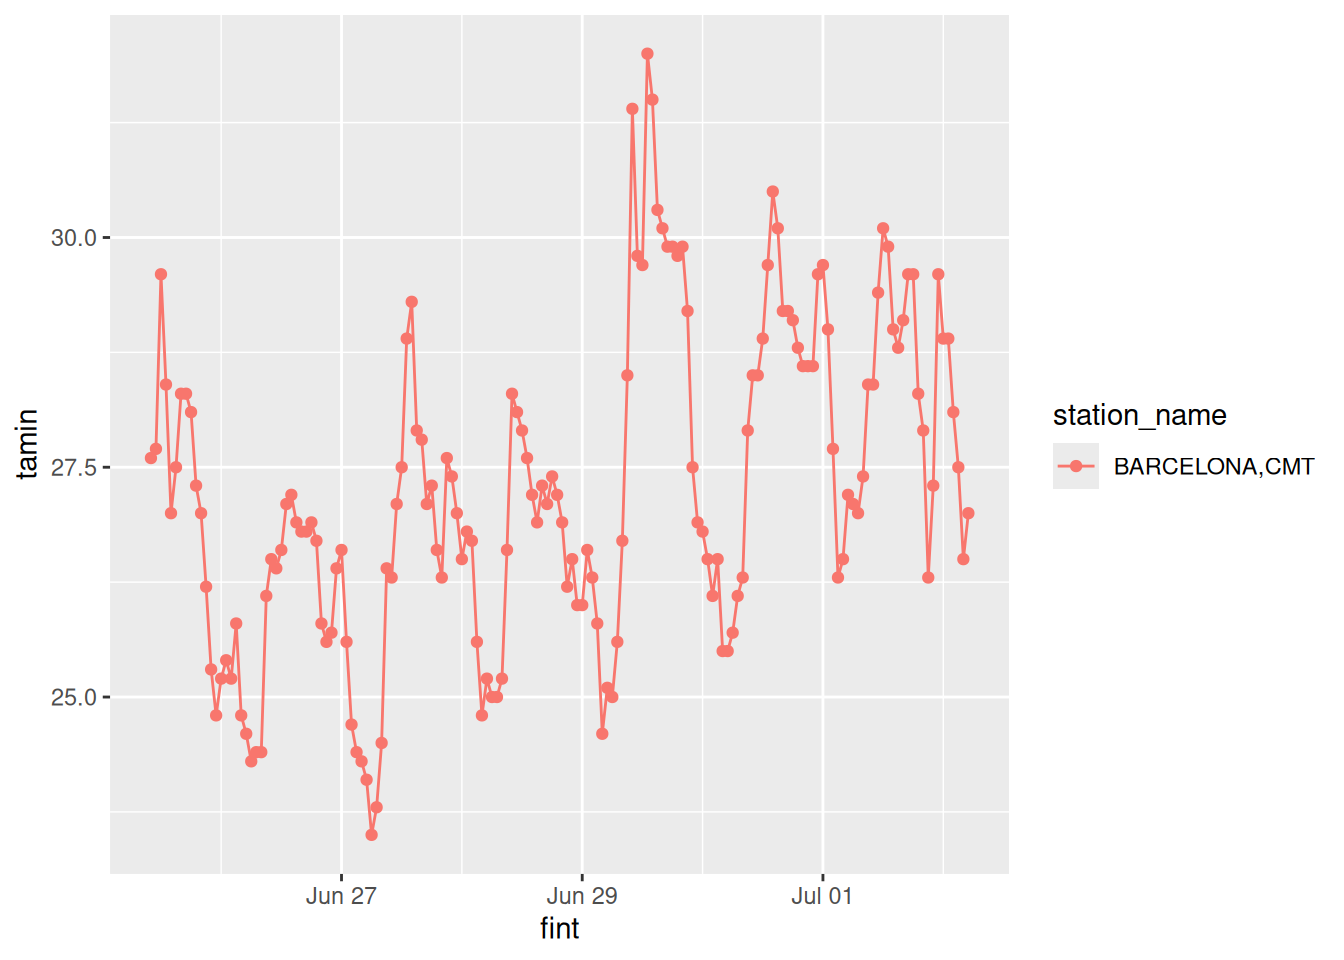 tamin
30.0
27.5
25.0
Jun 27
Jun 29
Jul 01
fint
station_name
BARCELONA,CMT